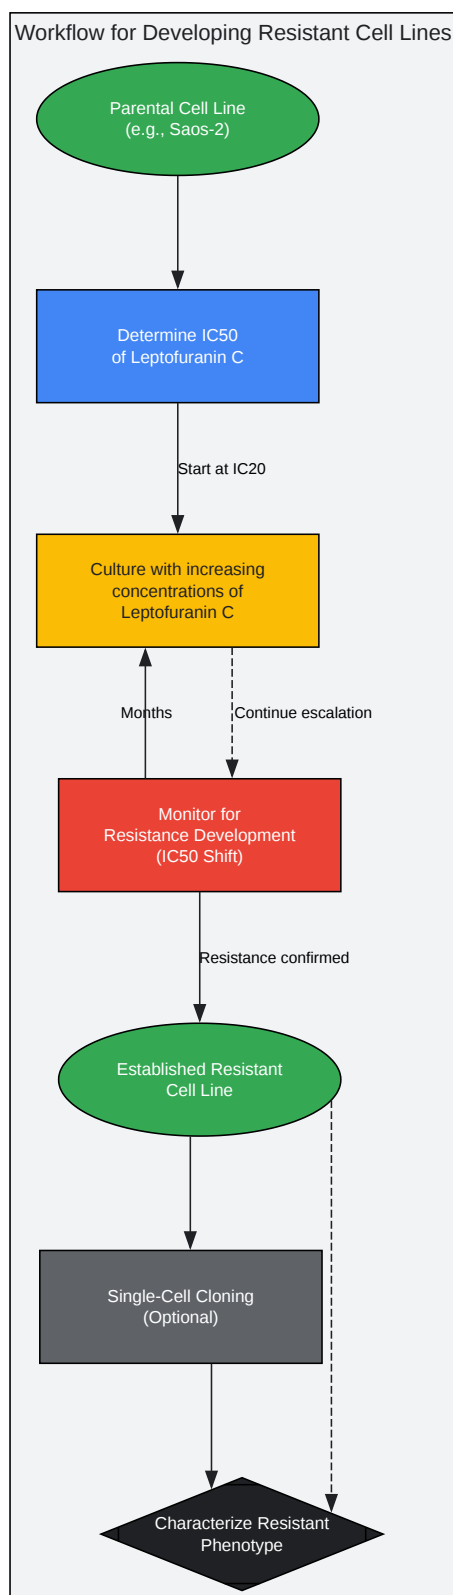 Workflow for Developing Resistant Cell Lines
Parental Cell Line
(e.g., Saos-2)
Determine IC50
of Leptofuranin C
Start at IC20
Culture with increasing
concentrations of
Leptofuranin C
Months
Continue escalation
Monitor for
Resistance Development
(IC50 Shift)
Resistance confirmed
Established Resistant
Cell Line
Single-Cell Cloning
(Optional)
Characterize Resistant
Phenotype